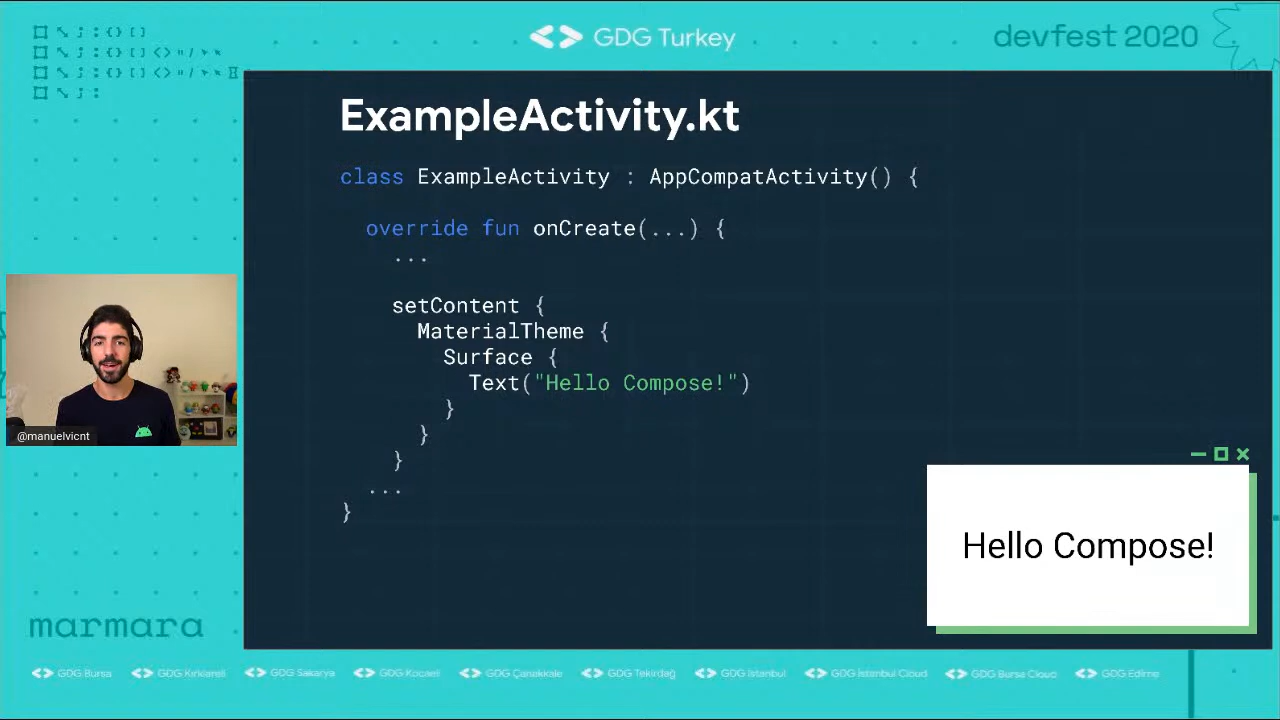 GDG Turkey
devfest 2020
ExampleActivity.kt
class ExampleActivity : AppCompatActivity() {
override fun onCreate(...) {
...
setContent {
MaterialTheme {
Surface {
Text("Hello Compose!")
}
}
}
...
}
@manuelvicnt
Hello Compose!
marmara
GDG Bursa
GDG Kırklareli
GDG Sakarya
GDG Kocaeli
GDG Çanakkale
GDG Tekirdağ
GDG Istanbul
GDG İstanbul Cloud
GDG Bursa Cloud
GDG Edirne